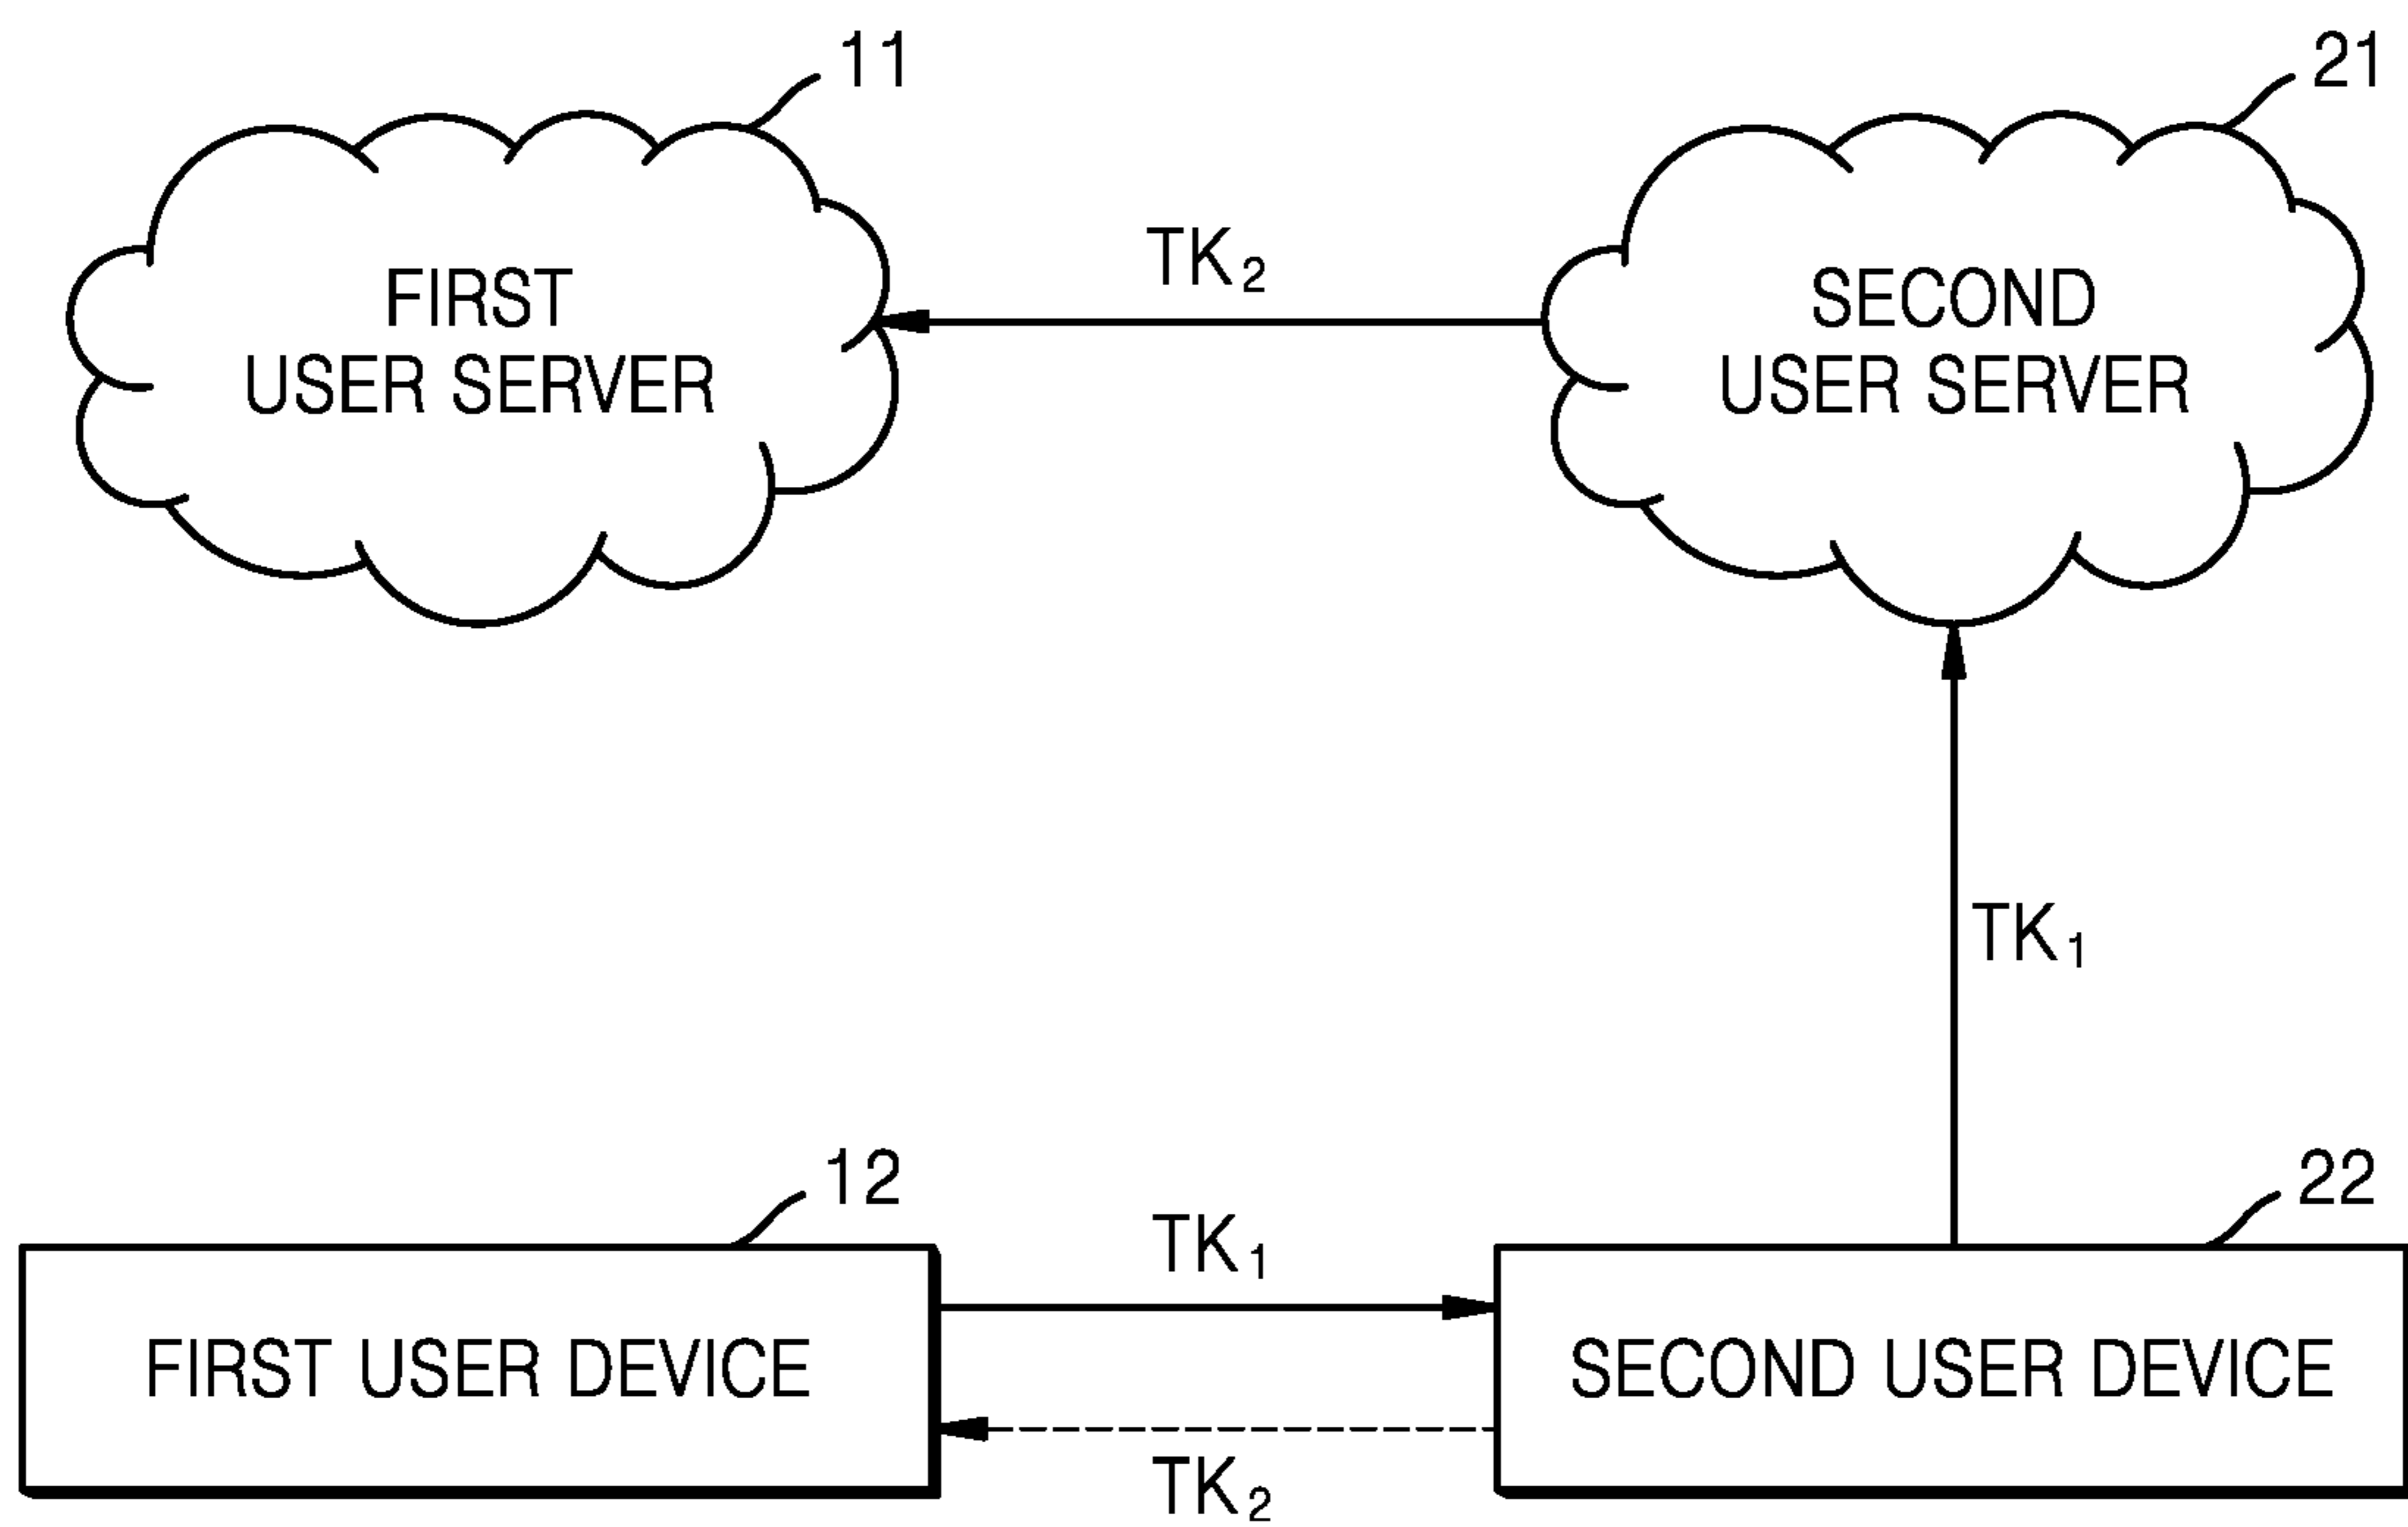 11
21
TK₂
FIRST
USER SERVER
SECOND
USER SERVER
TK₁
12
22
TK₁
FIRST USER DEVICE
SECOND USER DEVICE
TK₂